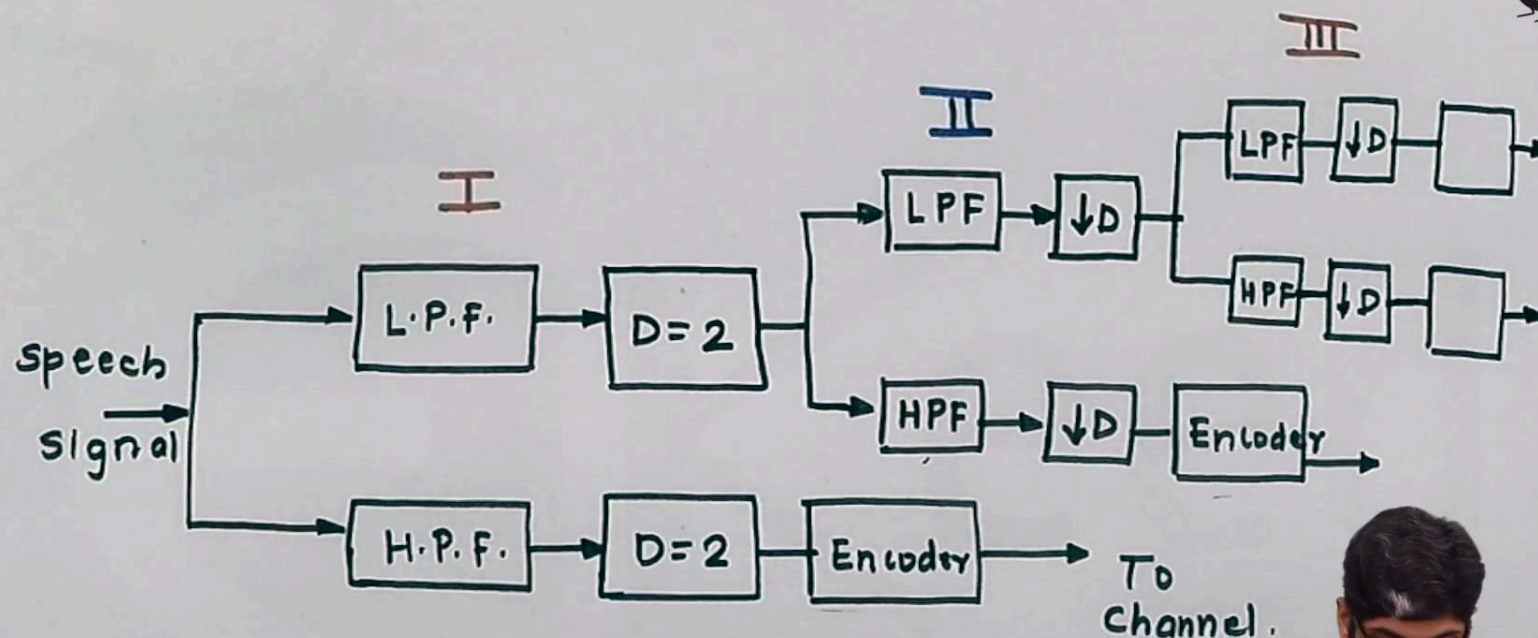 III
II
I
LPF
↓D
LPF
↓D
HPF
↓D
L.P.F.
D=2
speech
signal
HPF
↓D
Encoder
H.P.F.
D=2
Encoder
To
Channel.